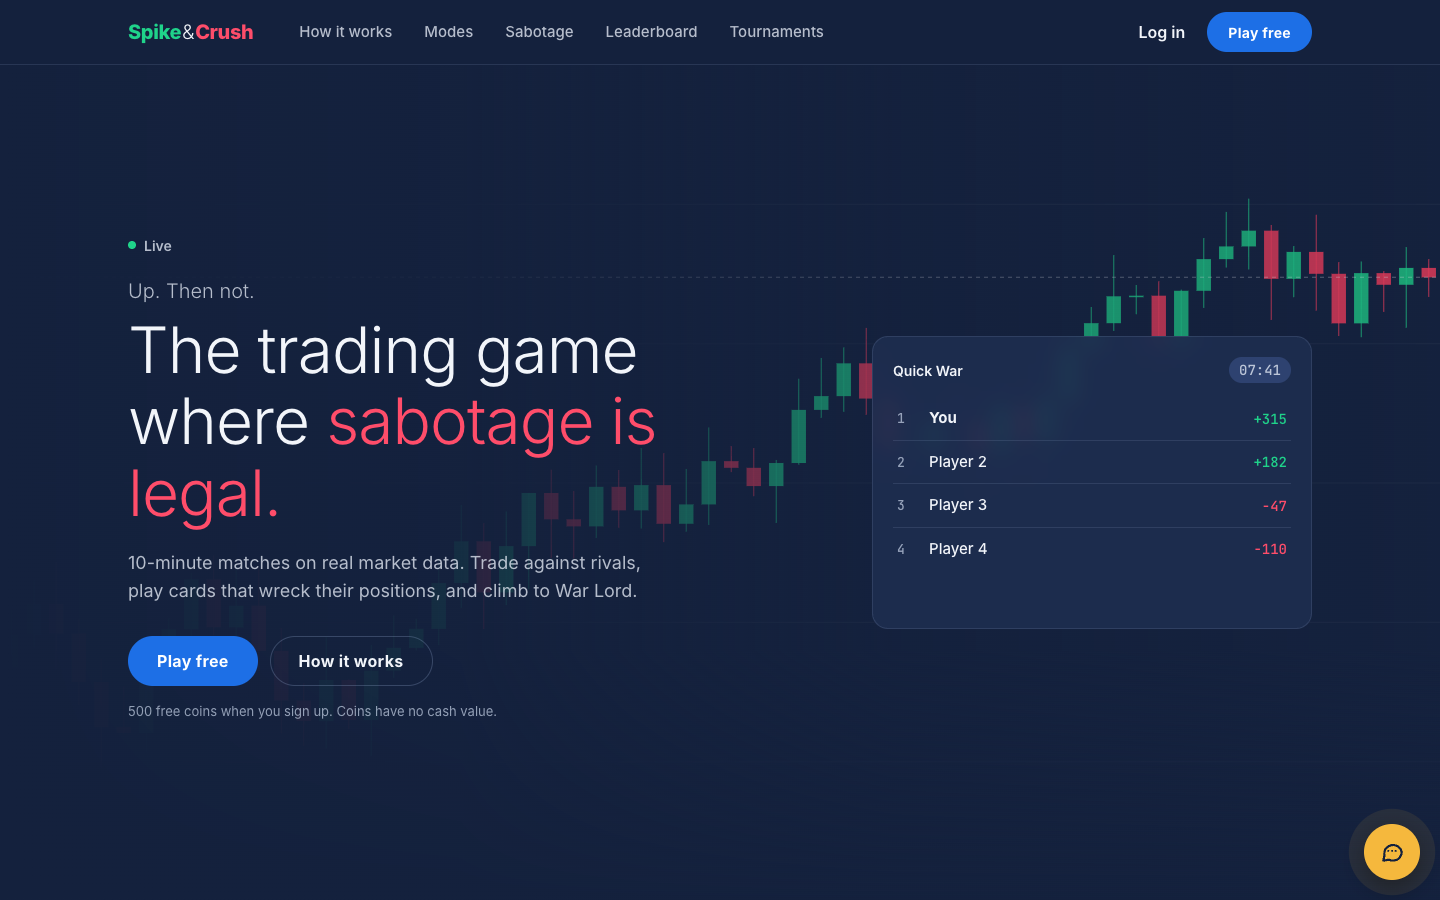 Spike&Crush
How it works
Modes
Sabotage
Leaderboard
Tournaments
Log in
Play free
Live
Up. Then not.
The trading game
where sabotage is
legal.
10-minute matches on real market data. Trade against rivals,
play cards that wreck their positions, and climb to War Lord.
Play free
How it works
500 free coins when you sign up. Coins have no cash value.
Quick War 07:41
1 You +315
2 Player 2 +182
3 Player 3 -47
4 Player 4 -110